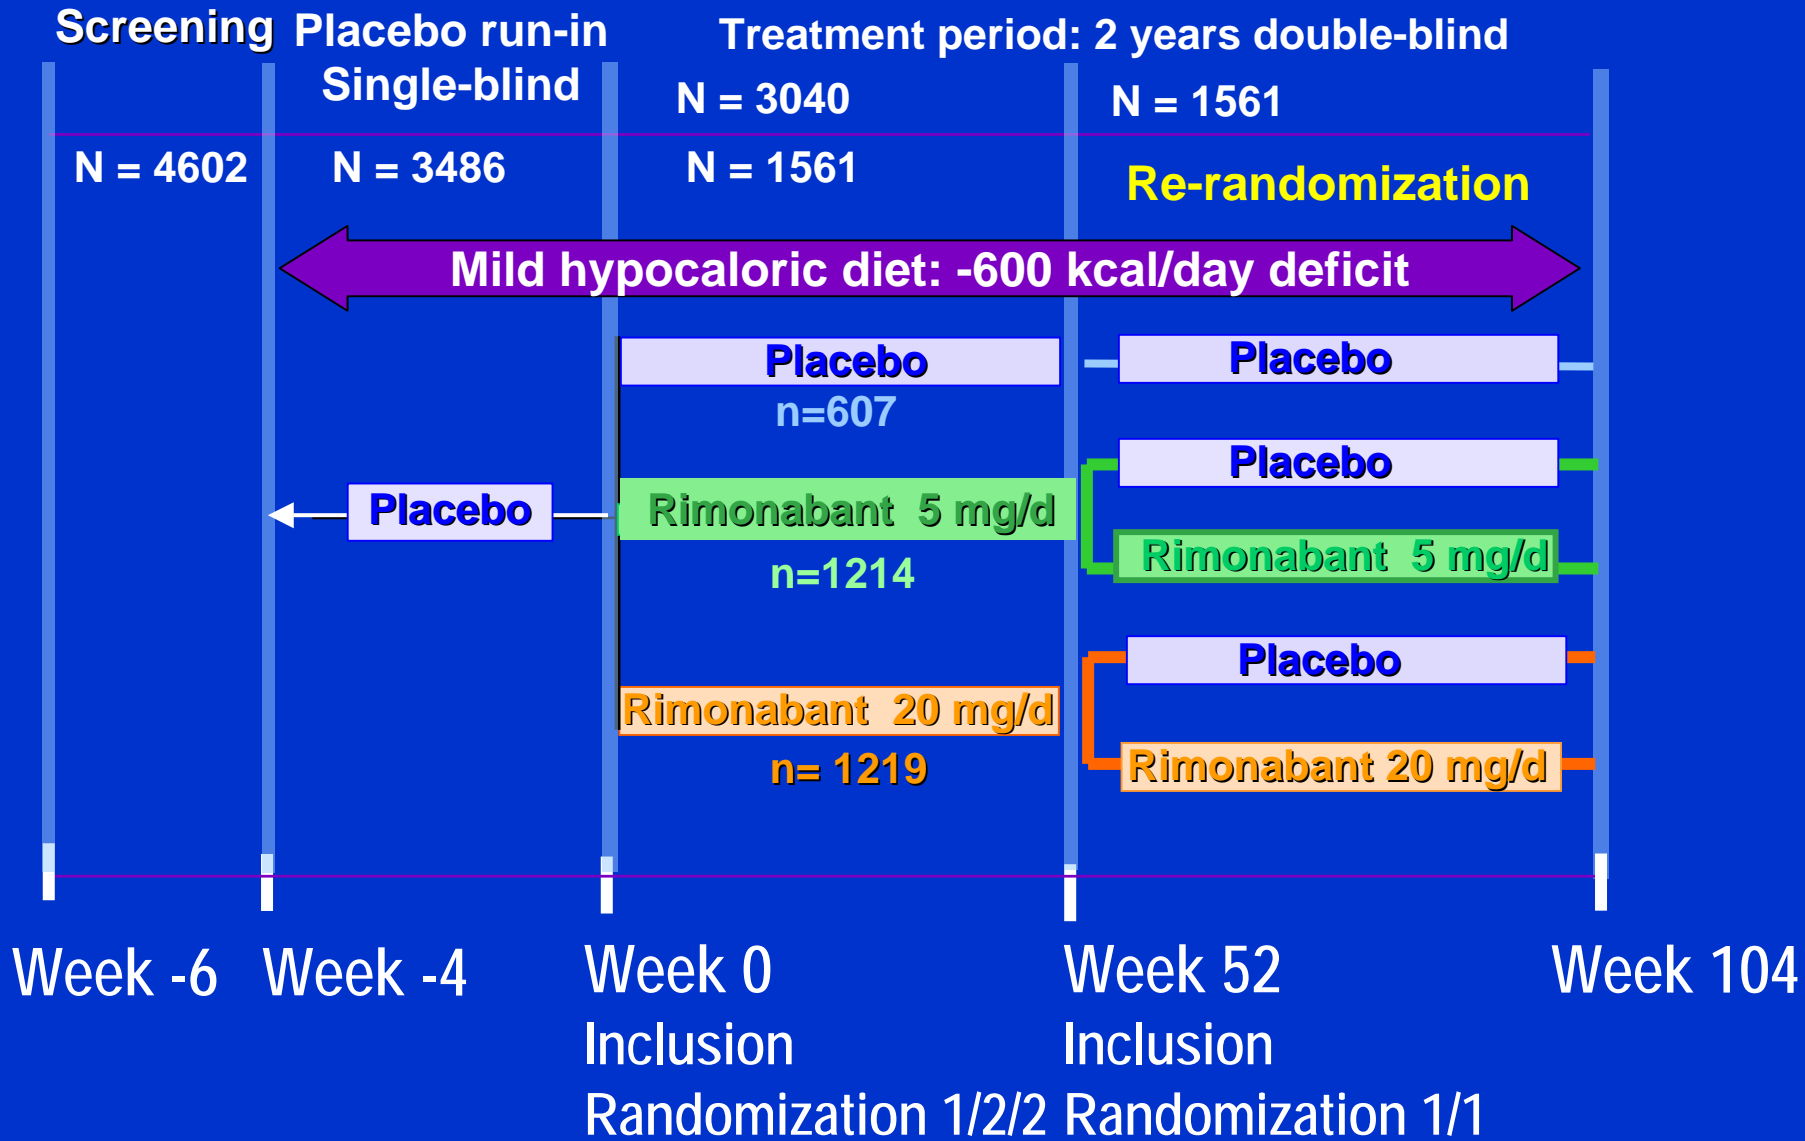 Screening
Placebo run-in
Single-blind
Treatment period: 2 years double-blind
N = 3040
N = 1561
N = 4602
N = 3486
N = 1561
Re-randomization
Mild hypocaloric diet: -600 kcal/day deficit
Placebo
n=607
Placebo
Placebo
Placebo
Rimonabant 5 mg/d
n=1214
Rimonabant 5 mg/d
Placebo
Rimonabant 20 mg/d
n= 1219
Rimonabant 20 mg/d
Week -6
Week -4
Week 0
Inclusion
Randomization 1/2/2
Week 52
Inclusion
Randomization 1/1
Week 104